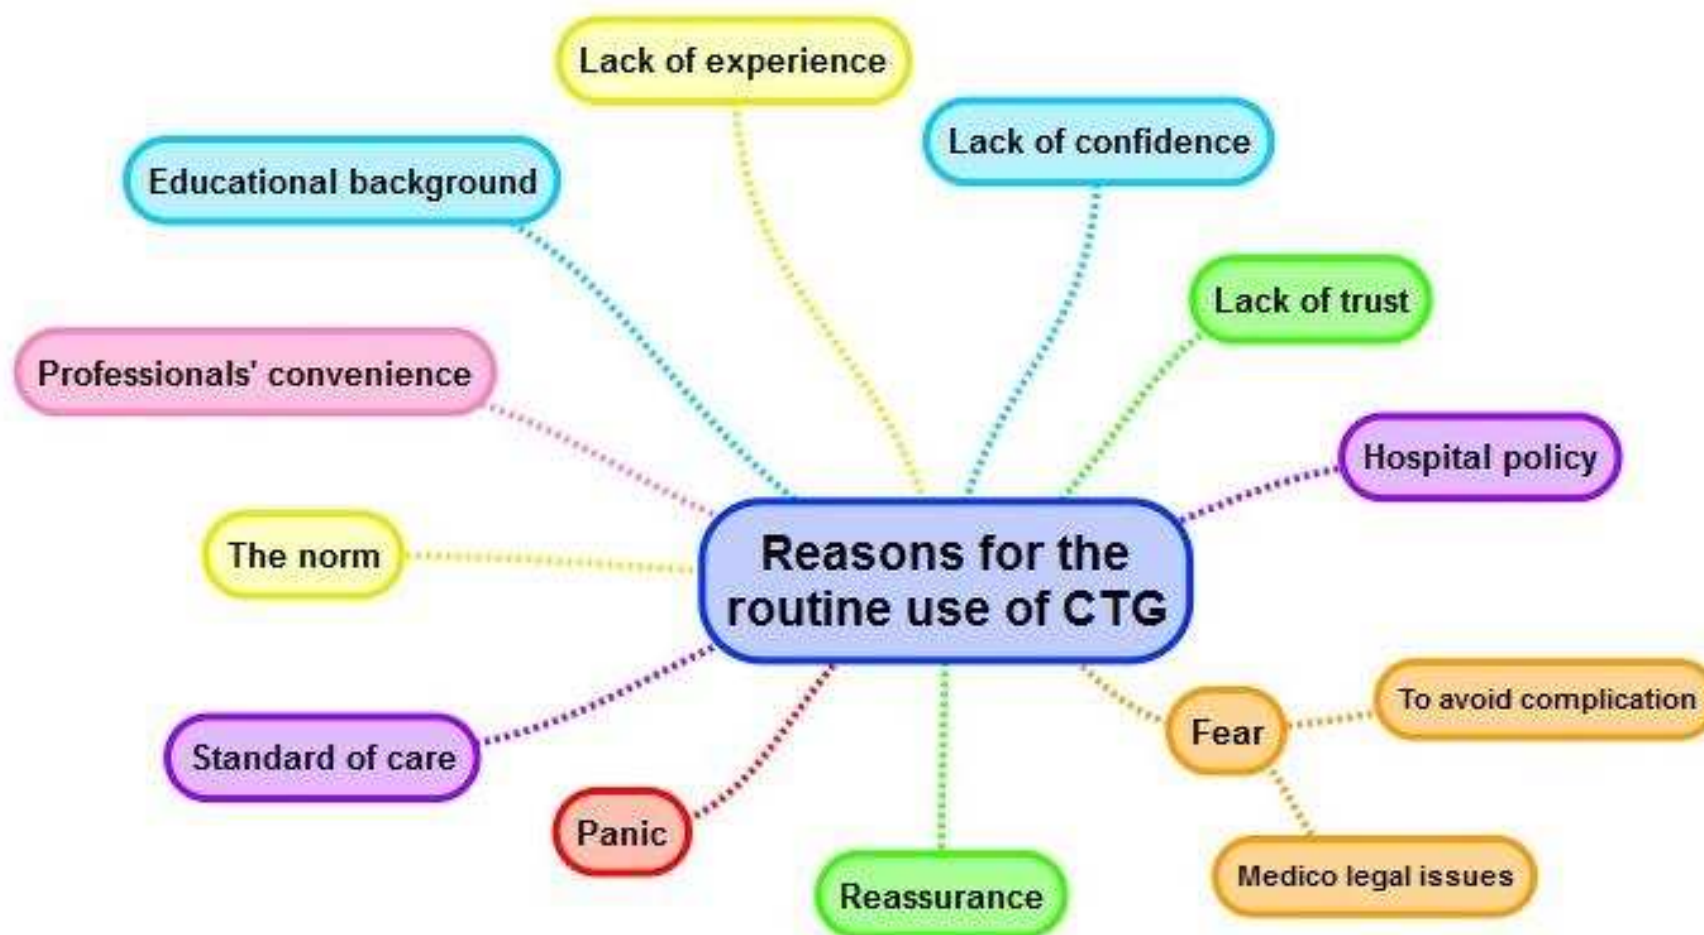 Lack of experience
Lack of confidence
Educational background
Lack of trust
Professionals' convenience
Hospital policy
The norm
Reasons for the
routine use of CTG
To avoid complication
Fear
Standard of care
Panic
Medico legal issues
Reassurance